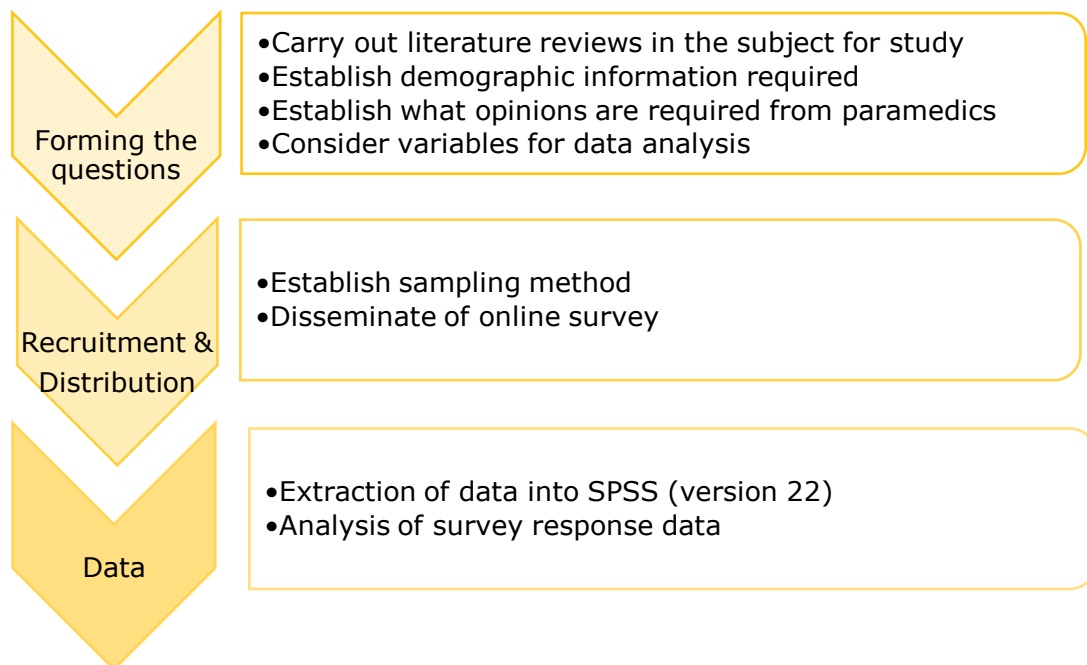 Forming the
questions
•Carry out literature reviews in the subject for study
•Establish demographic information required
•Establish what opinions are required from paramedics
•Consider variables for data analysis
Recruitment &
Distribution
•Establish sampling method
•Disseminate of online survey
Data
•Extraction of data into SPSS (version 22)
•Analysis of survey response data